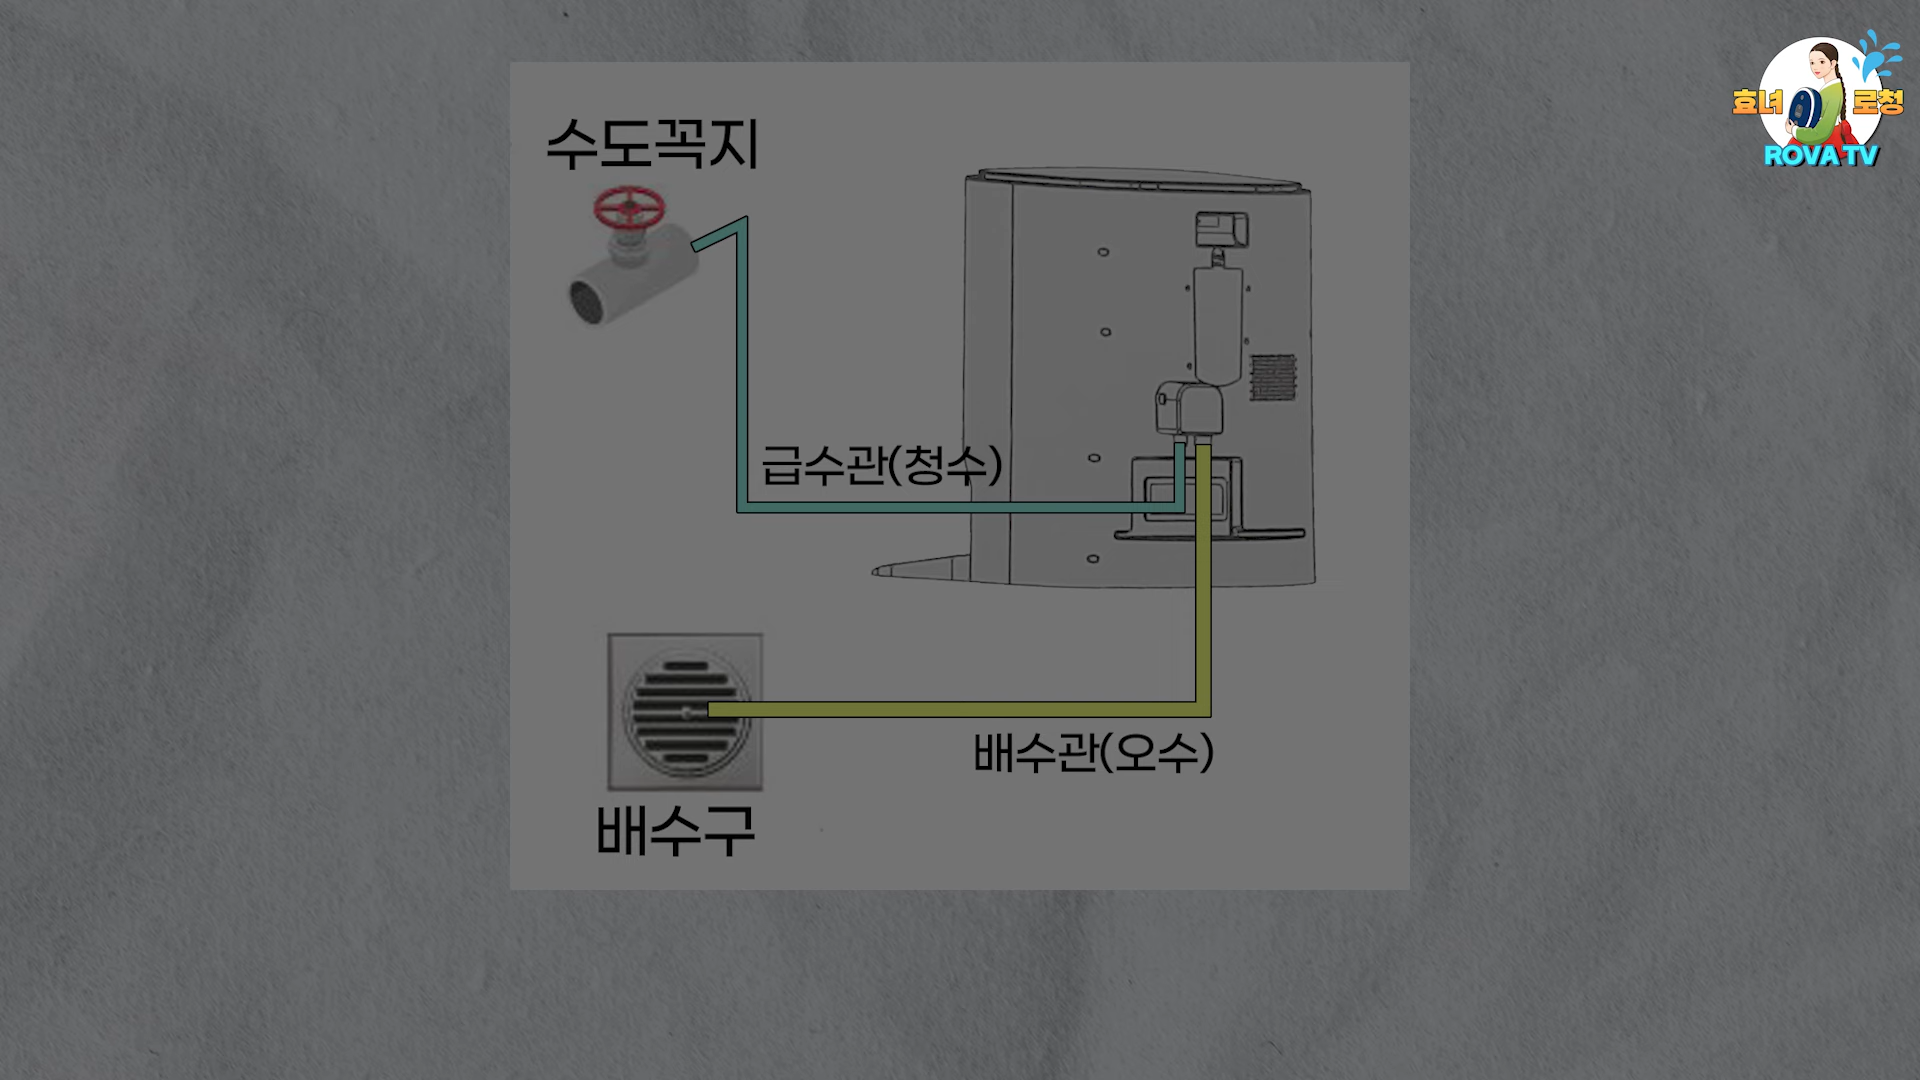 수도꼭지
급수관(청수)
배수관(오수)
배수구
효녀 로청
ROVA TV